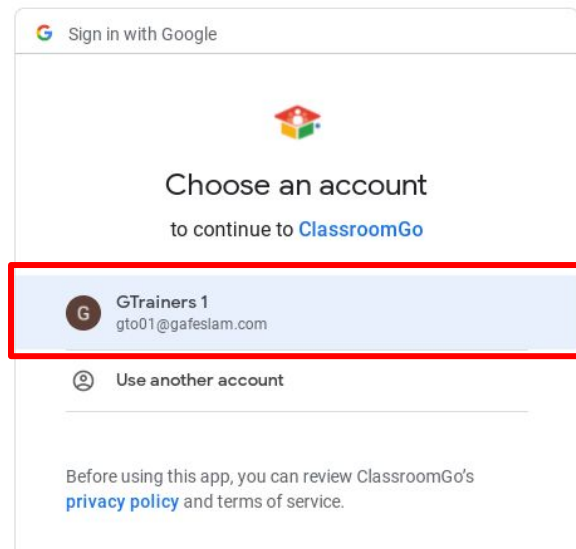 Sign in with Google
Choose an account
to continue to ClassroomGo
G
GTrainers 1
gto01@gafeslam.com
Use another account
Before using this app, you can review ClassroomGo's
privacy policy and terms of service.